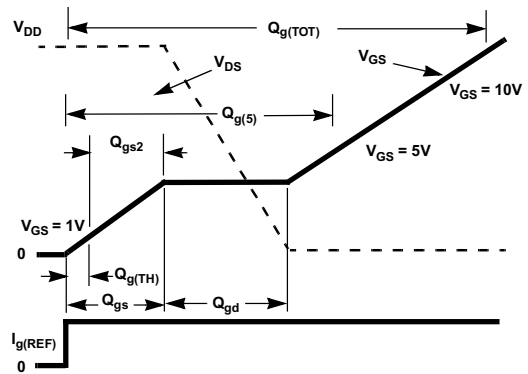 V_DD
Q_g(TOT)
V_DS
V_GS
V_GS = 10V
Q_g(5)
Q_gs2
V_GS = 5V
V_GS = 1V
0
Q_g(TH)
Q_gs
Q_gd
I_g(REF)
0